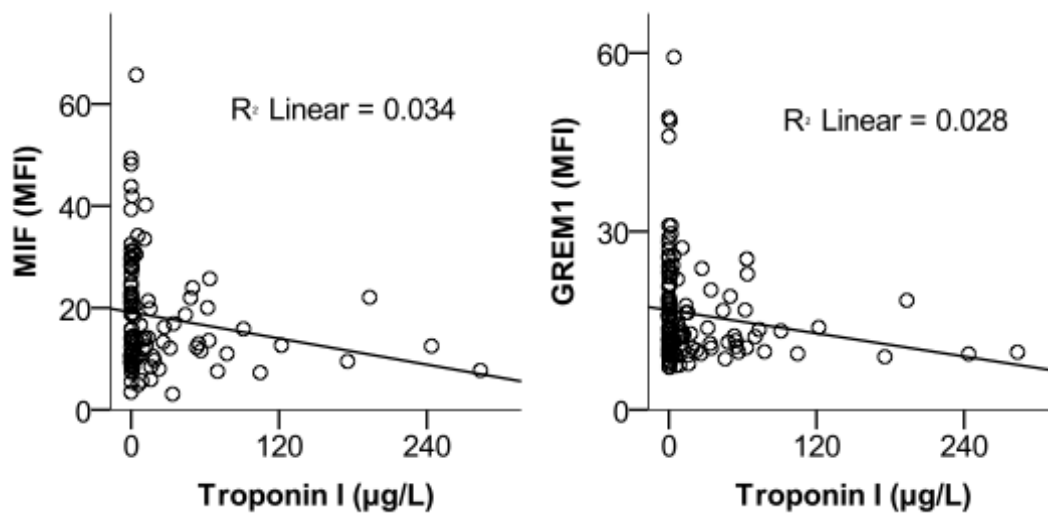 MIF (MFI)
60
40
20
0
R² Linear = 0.034
0 120 240
Troponin I (µg/L)
GREM1 (MFI)
60
30
0
R² Linear = 0.028
0 120 240
Troponin I (µg/L)